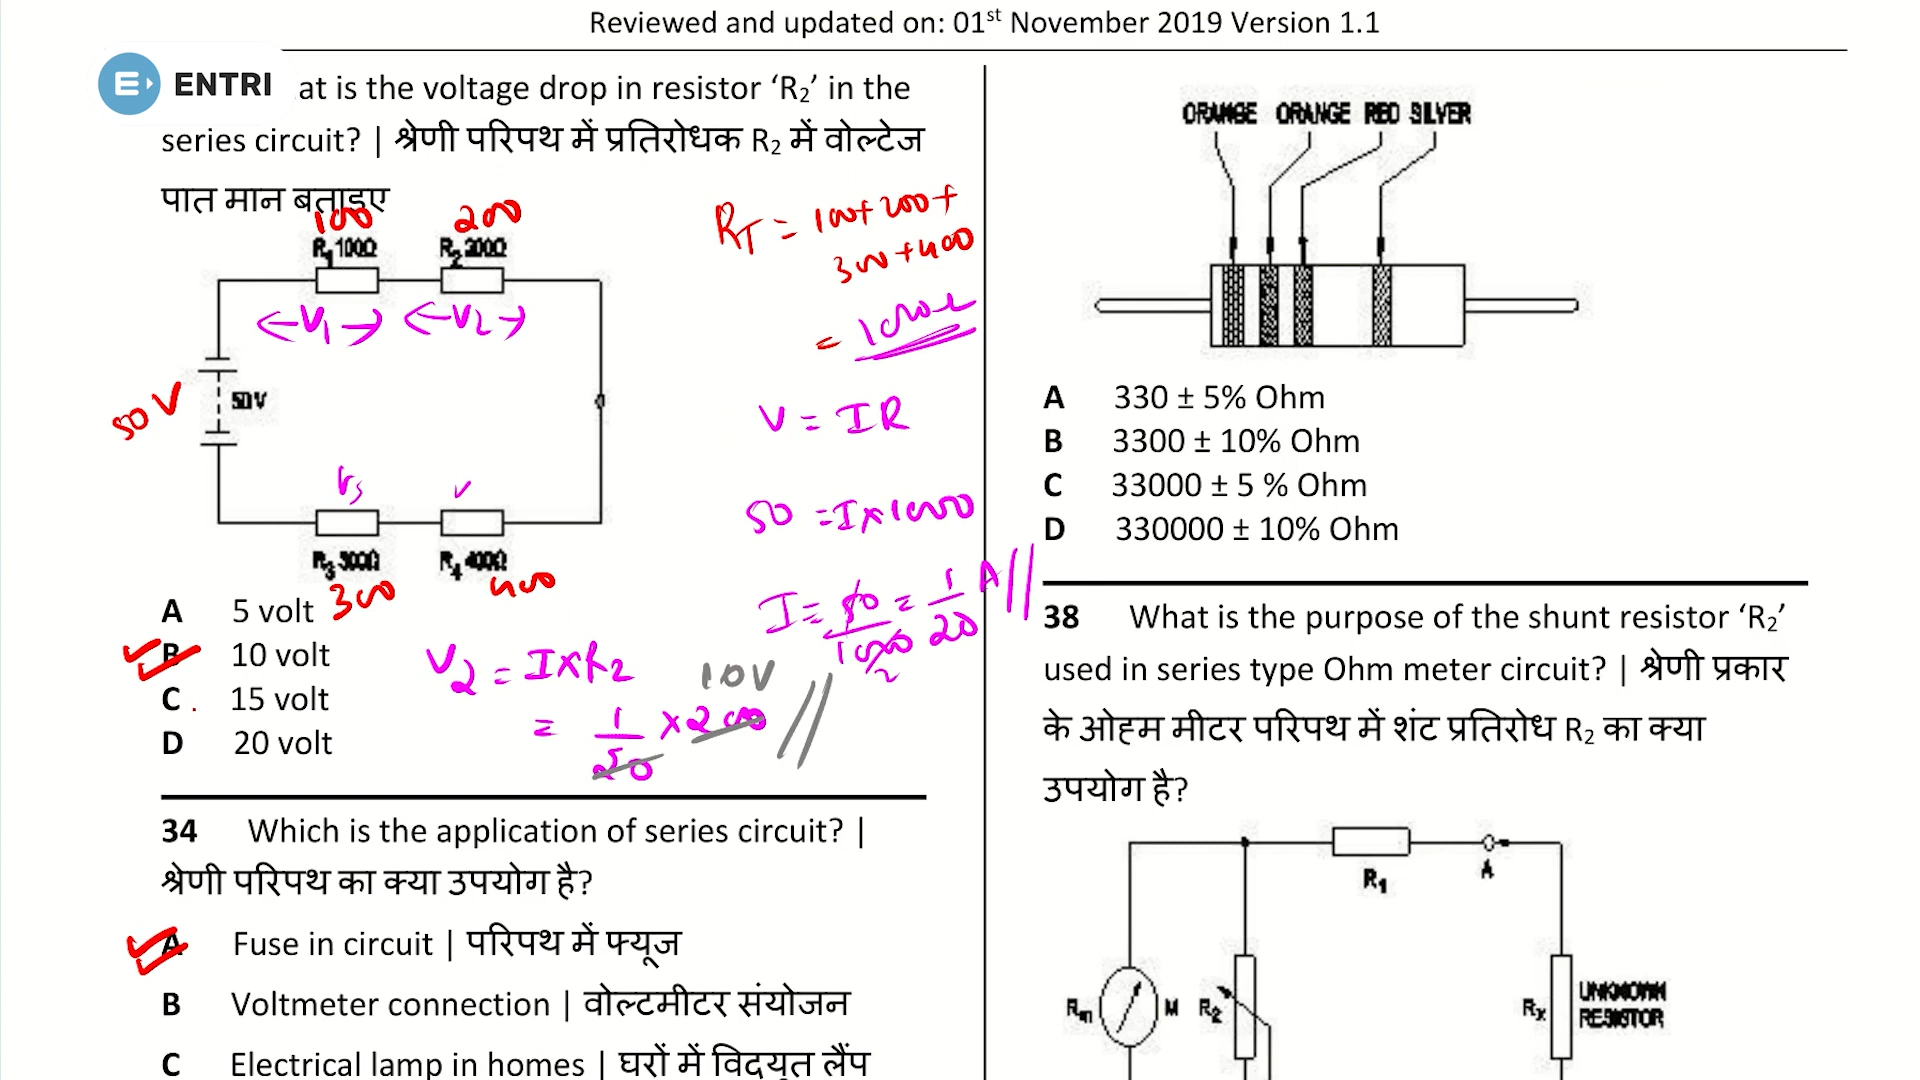 Reviewed and updated on: 01st November 2019 Version 1.1
E ENTRI
at is the voltage drop in resistor ‘R2’ in the
series circuit? | श्रेणी परिपथ में प्रतिरोधक R2 में वोल्टेज
पात मान बताइए
100 200
R1 100Ω R2 200Ω
<-V1-> <-V2->
50V
50V
V3 V
R3 300Ω R4 400Ω
300 400
A 5 volt
B 10 volt
C. 15 volt
D 20 volt
RT = 100+200+
300+400
= 1000Ω
V = IR
50 = I×1000
I = 50/1000 = 1/20 A//
V2 = I×R2
= 1/20 × 200 10V //
34 Which is the application of series circuit? |
श्रेणी परिपथ का क्या उपयोग है?
A Fuse in circuit | परिपथ में फ्यूज
B Voltmeter connection | वोल्टमीटर संयोजन
C Electrical lamp in homes | घरों में विद्युत लैंप
ORANGE ORANGE RED SILVER
A 330 ± 5% Ohm
B 3300 ± 10% Ohm
C 33000 ± 5 % Ohm
D 330000 ± 10% Ohm
38 What is the purpose of the shunt resistor ‘R2’
used in series type Ohm meter circuit? | श्रेणी प्रकार
के ओह्म मीटर परिपथ में शंट प्रतिरोध R2 का क्या
उपयोग है?
R1 A
Rm M R2 Rx UNKNOWN
RESISTOR